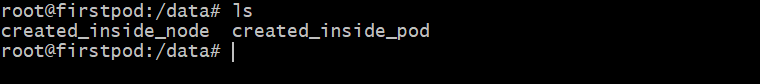 root@firstpod:/data# ls
created_inside_node  created_inside_pod
root@firstpod:/data#